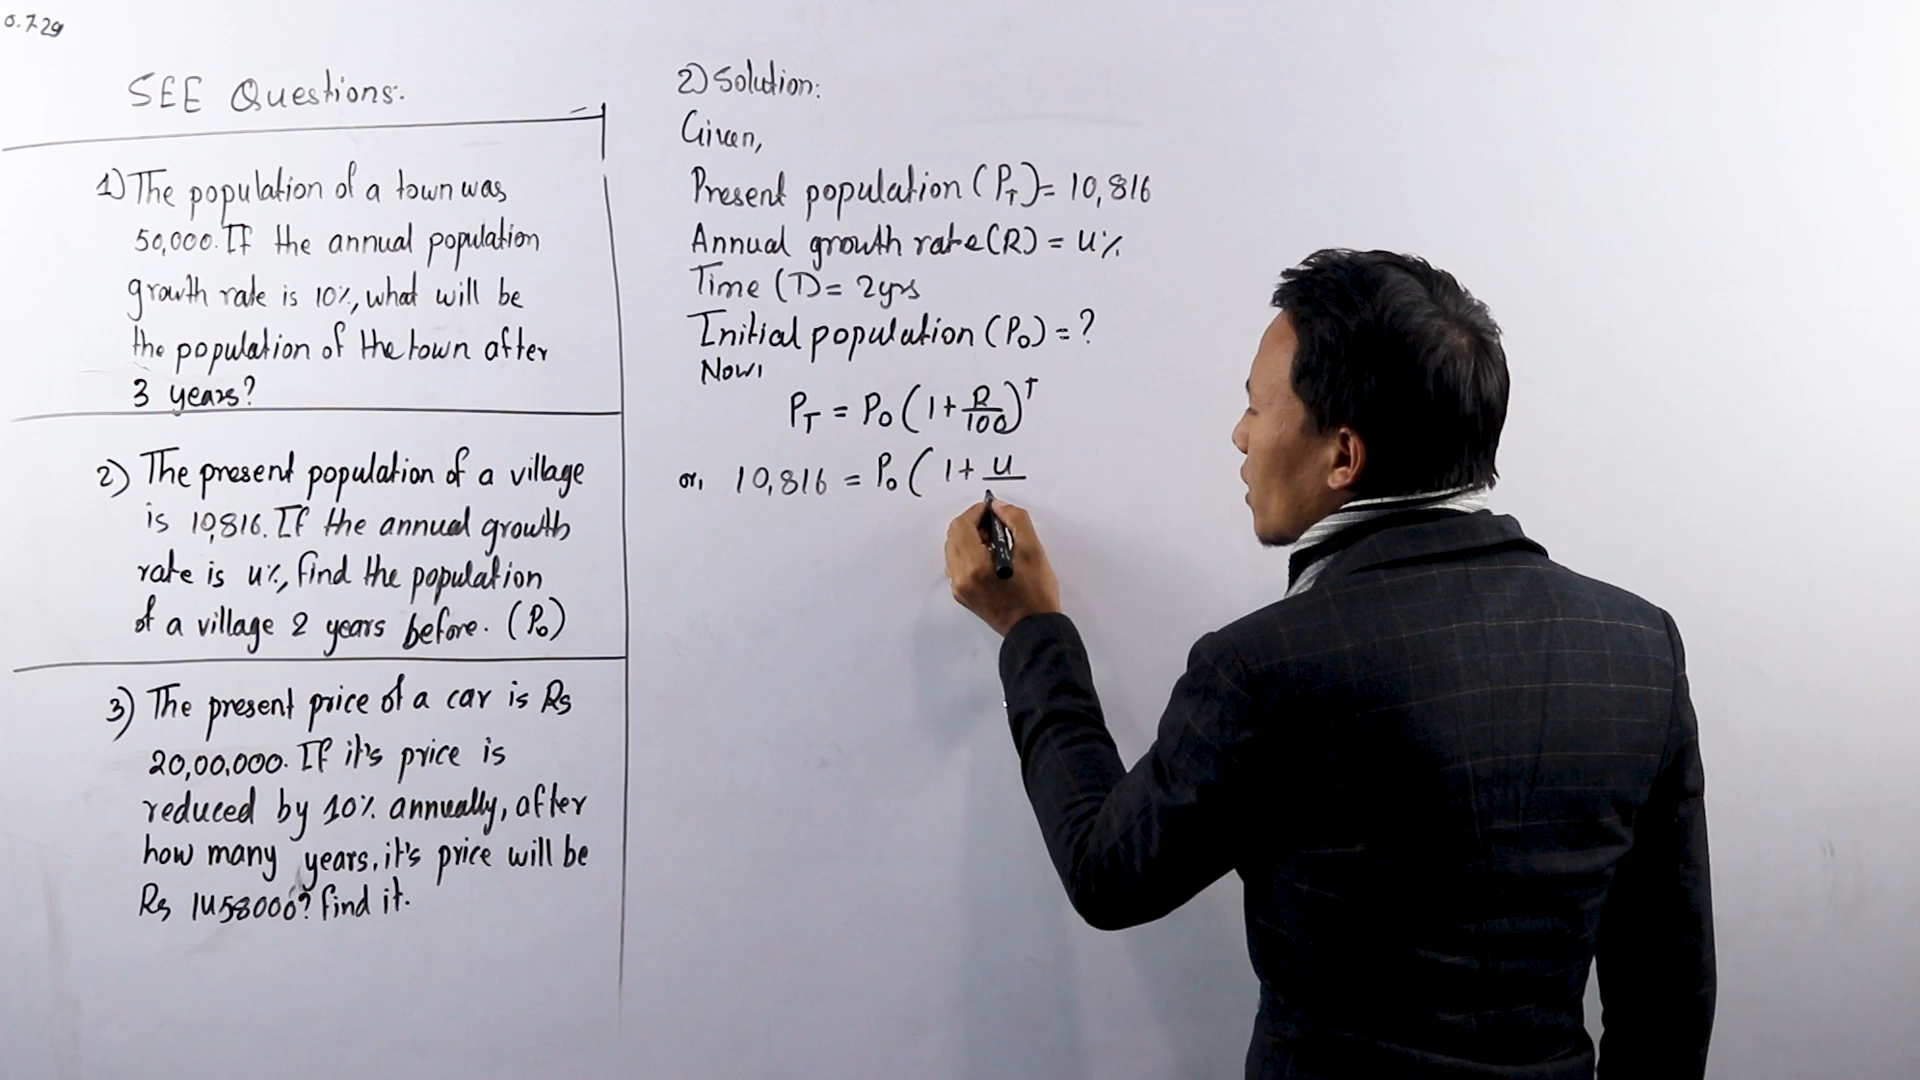 0.729
SEE Questions.
1) The population of a town was
50,000. If the annual population
growth rate is 10%, what will be
the population of the town after
3 years?
2) The present population of a village
is 10,816. If the annual growth
rate is 4%, find the population
of a village 2 years before. (P₀)
3) The present price of a car is Rs
20,00,000. If it's price is
reduced by 10% annually, after
how many years, it's price will be
Rs 1458000? Find it.
2) Solution:
Given,
Present population (P_T) = 10,816
Annual growth rate (R) = 4%
Time (T) = 2yrs
Initial population (P₀) = ?
Now,
P_T = P₀ (1 + R/100)^T
or, 10,816 = P₀ ( 1 + 4/